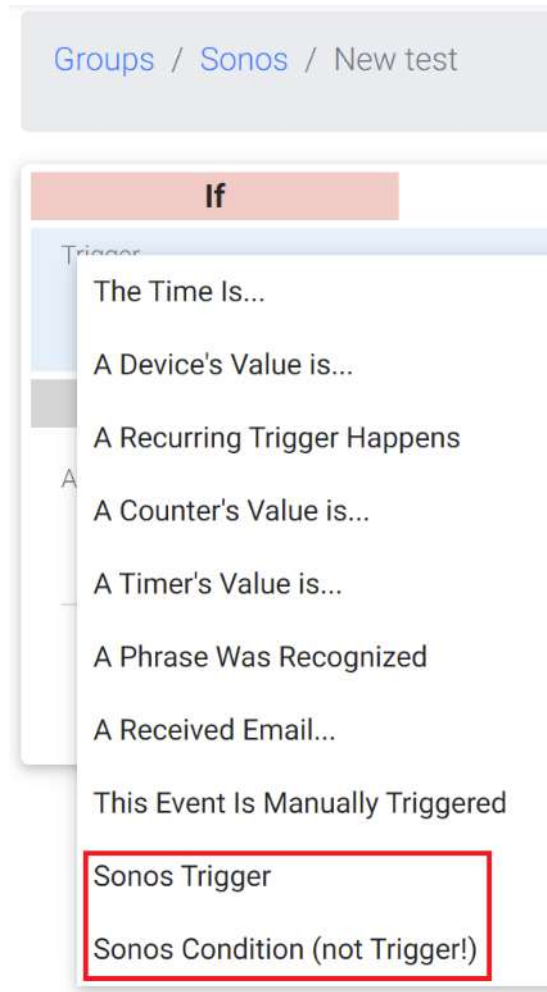 Groups / Sonos / New test
If
Trigger
The Time Is...
A Device's Value is...
A Recurring Trigger Happens
A Counter's Value is...
A Timer's Value is...
A Phrase Was Recognized
A Received Email...
This Event Is Manually Triggered
Sonos Trigger
Sonos Condition (not Trigger!)